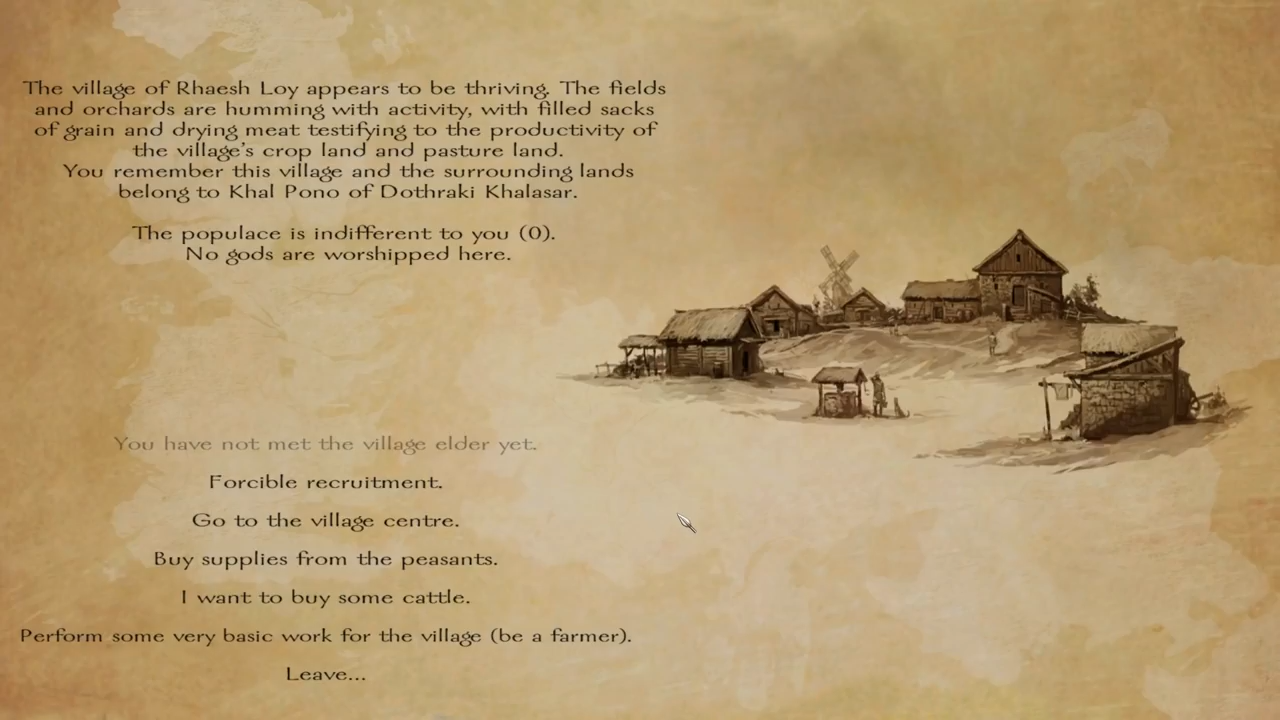 The village of Rhaesh Loy appears to be thriving. The fields
and orchards are humming with activity, with filled sacks
of grain and drying meat testifying to the productivity of
the village's crop land and pasture land.
You remember this village and the surrounding lands
belong to Khal Pono of Dothraki Khalasar.
The populace is indifferent to you (0).
No gods are worshipped here.
You have not met the village elder yet.
Forcible recruitment.
Go to the village centre.
Buy supplies from the peasants.
I want to buy some cattle.
Perform some very basic work for the village (be a farmer).
Leave...